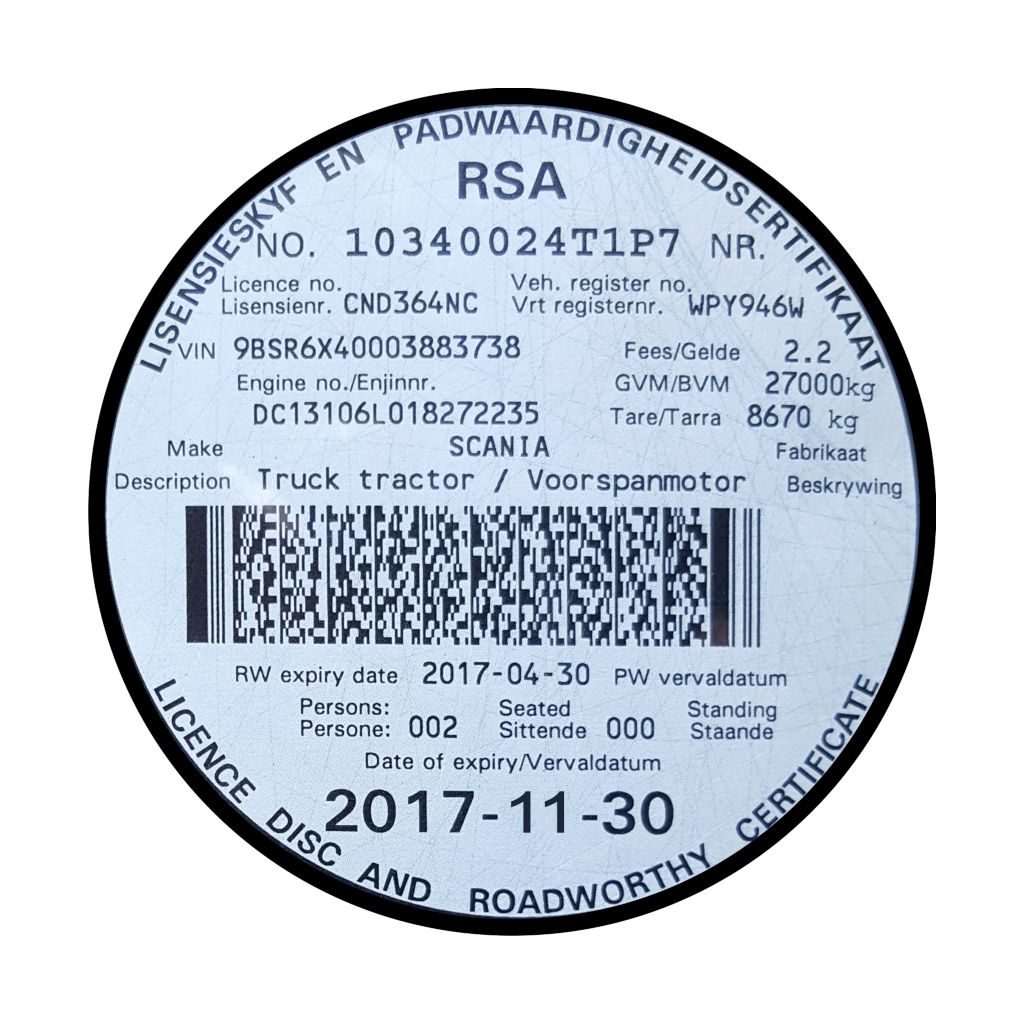 LISENSIESKYF EN PADWAARDIGHEIDSERTIFIKAAT
RSA
NO. 10340024T1P7 NR.
Licence no. Veh. register no.
Lisensienr. CND364NC Vrt registernr. WPY946W
VIN 9BSR6X40003883738 Fees/Gelde 2.2
Engine no./Enjinnr. GVM/BVM 27000kg
DC13106L018272235 Tare/Tarra 8670 kg
Make SCANIA Fabrikaat
Description Truck tractor / Voorspanmotor Beskrywing
RW expiry date 2017-04-30 PW vervaldatum
Persons: Seated Standing
Persone: 002 Sittende 000 Staande
Date of expiry/Vervaldatum
2017-11-30
LICENCE DISC AND ROADWORTHY CERTIFICATE